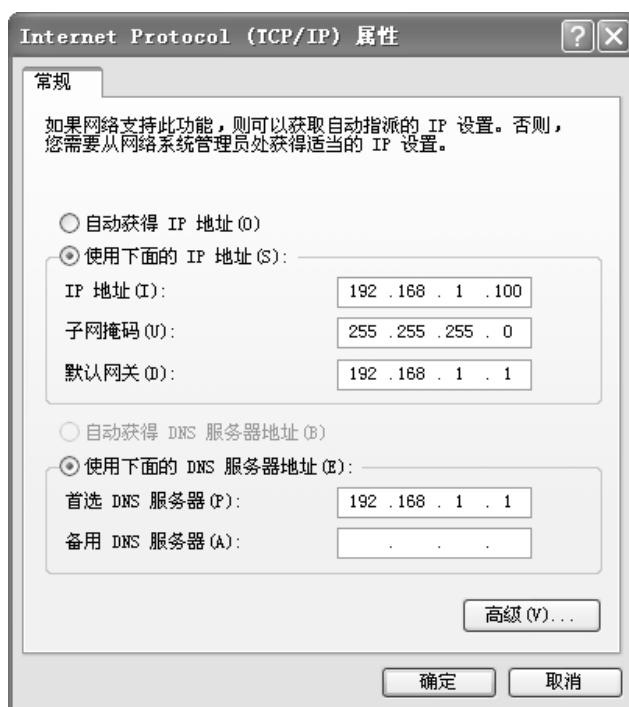 Internet Protocol (TCP/IP) 属性
常规
如果网络支持此功能，则可以获取自动指派的 IP 设置。否则，
您需要从网络系统管理员处获得适当的 IP 设置。
自动获得 IP 地址(O)
使用下面的 IP 地址(S):
IP 地址(I): 192 .168 . 1 .100
子网掩码(U): 255 .255 .255 . 0
默认网关(D): 192 .168 . 1 . 1
自动获得 DNS 服务器地址(B)
使用下面的 DNS 服务器地址(E):
首选 DNS 服务器(P): 192 .168 . 1 . 1
备用 DNS 服务器(A): . . .
高级(V)...
确定 取消